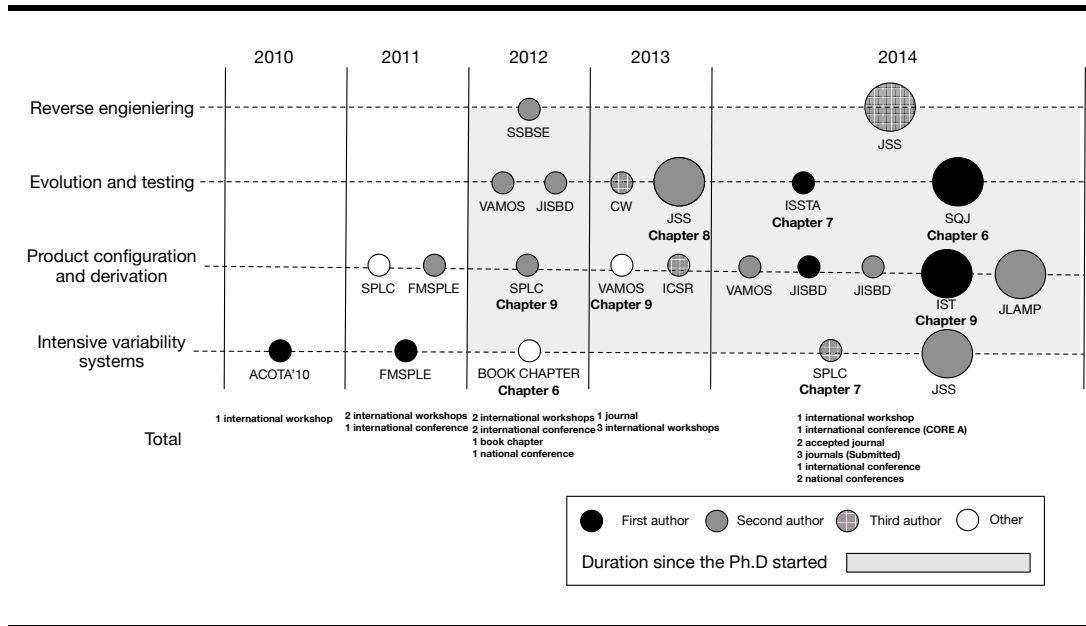 2010 2011 2012 2013 2014
Reverse engieniering
SSBSE
JSS
Evolution and testing
VAMOS JISBD CW JSS ISSTA SQJ
Chapter 8 Chapter 7 Chapter 6
Product configuration
and derivation
SPLC FMSPLE SPLC VAMOS ICSR VAMOS JISBD JISBD IST JLAMP
Chapter 9 Chapter 9 Chapter 9
Intensive variability
systems
ACOTA'10 FMSPLE BOOK CHAPTER SPLC JSS
Chapter 6 Chapter 7
Total
1 international workshop
2 international workshops
1 international conference
2 international workshops
2 international conference
1 book chapter
1 national conference
1 journal
3 international workshops
1 international workshop
1 international conference (CORE A)
2 accepted journal
3 journals (Submitted)
1 international conference
2 national conferences
First author Second author Third author Other
Duration since the Ph.D started